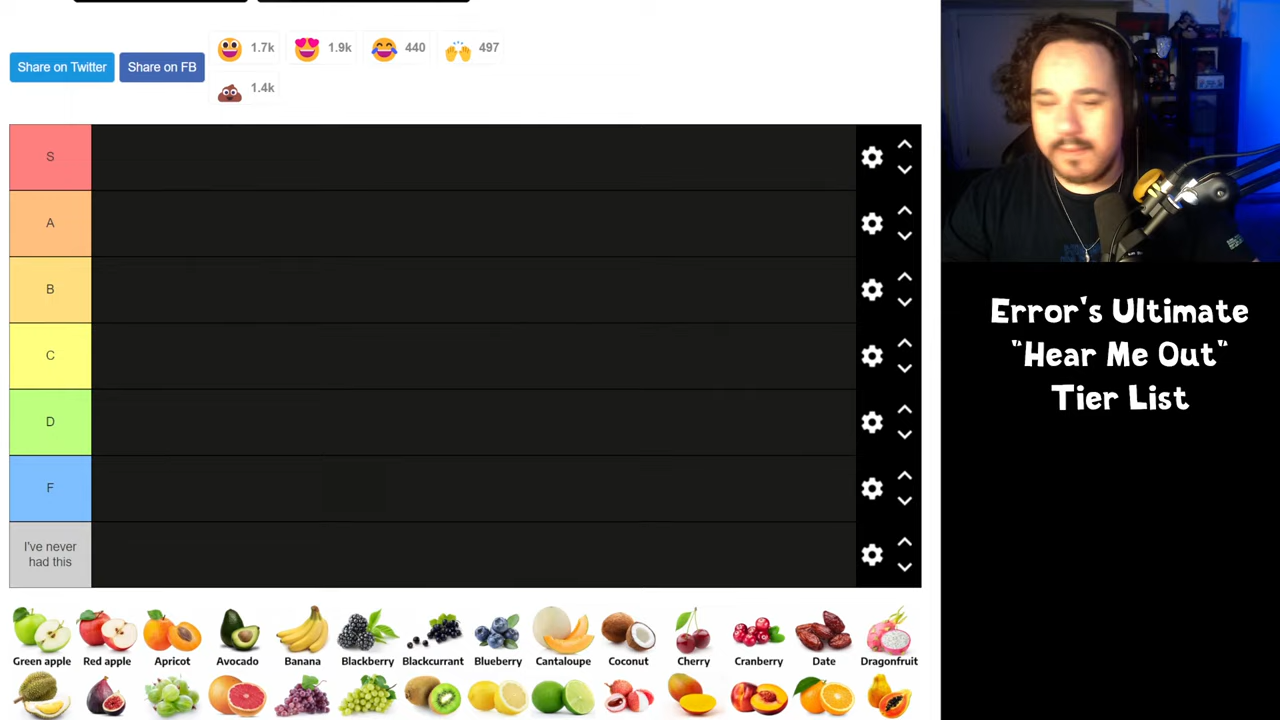 Share on Twitter
Share on FB
1.7k
1.9k
440
497
1.4k
S
A
B
C
D
F
I've never
had this
Green apple
Red apple
Apricot
Avocado
Banana
Blackberry
Blackcurrant
Blueberry
Cantaloupe
Coconut
Cherry
Cranberry
Date
Dragonfruit
Error's Ultimate
"Hear Me Out"
Tier List